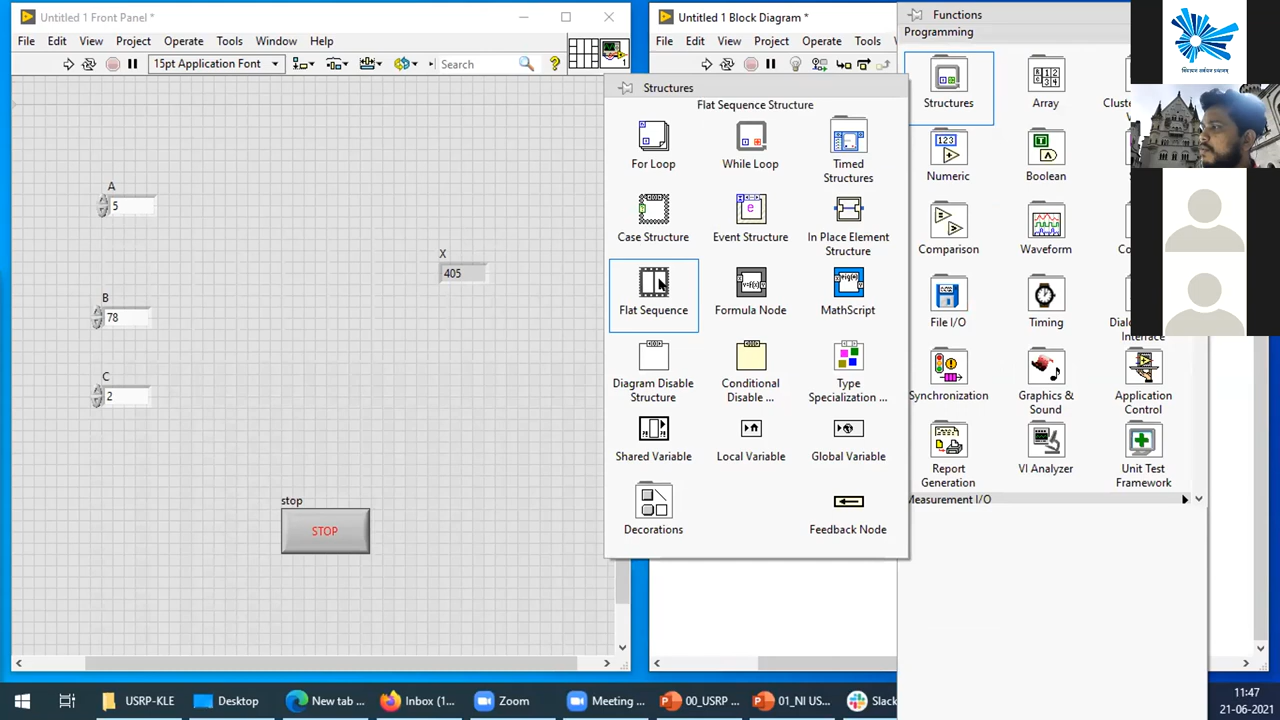 Untitled 1 Front Panel *
File Edit View Project Operate Tools Window Help
15pt Application Font
Search
A
5
B
78
C
2
X
405
stop
STOP
Untitled 1 Block Diagram *
File Edit View Project Operate Tools
Structures
Flat Sequence Structure
For Loop
While Loop
Timed Structures
Case Structure
Event Structure
In Place Element Structure
Flat Sequence
Formula Node
MathScript
Diagram Disable Structure
Conditional Disable ...
Type Specialization ...
Shared Variable
Local Variable
Global Variable
Decorations
Feedback Node
Functions
Programming
Structures
Array
Numeric
Boolean
Comparison
Waveform
File I/O
Timing
Interface
Synchronization
Graphics & Sound
Application Control
Report Generation
VI Analyzer
Unit Test Framework
Measurement I/O
USRP-KLE
Desktop
New tab ...
Inbox (1...
Zoom
Meeting ...
00_USRP ...
01_NI US...
Slack
11:47
21-06-2021